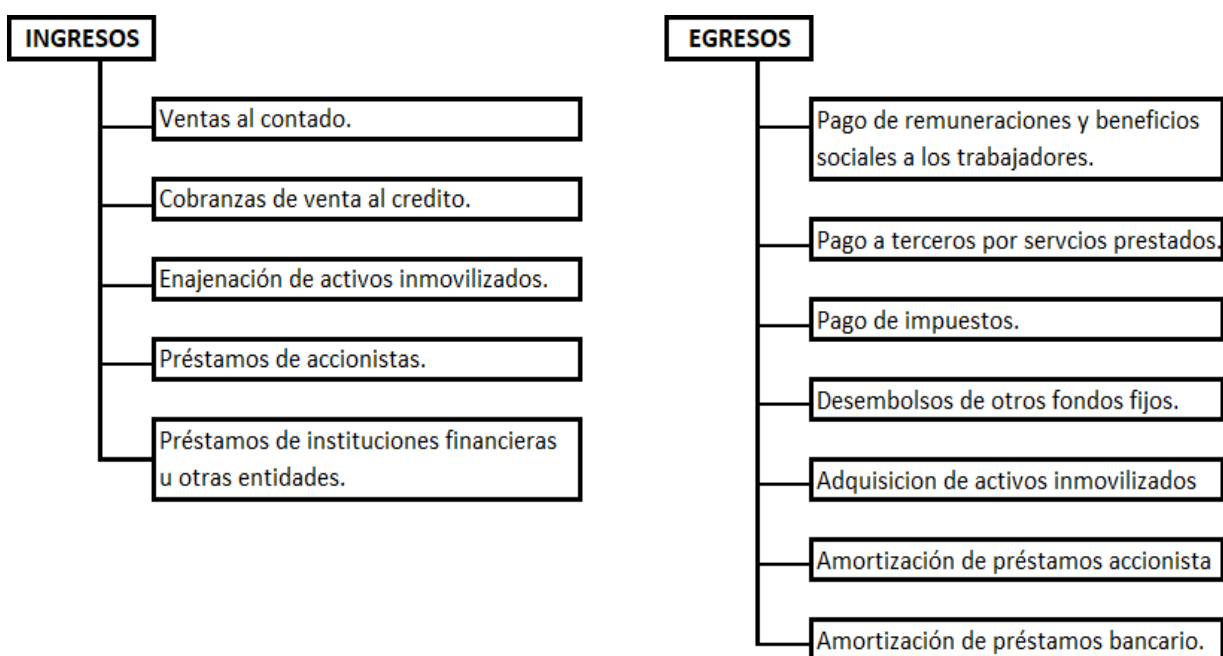 INGRESOS
Ventas al contado.
Cobranzas de venta al credito.
Enajenación de activos inmovilizados.
Préstamos de accionistas.
Préstamos de instituciones financieras
u otras entidades.
EGRESOS
Pago de remuneraciones y beneficios
sociales a los trabajadores.
Pago a terceros por servcios prestados.
Pago de impuestos.
Desembolsos de otros fondos fijos.
Adquisicion de activos inmovilizados
Amortización de préstamos accionista
Amortización de préstamos bancario.